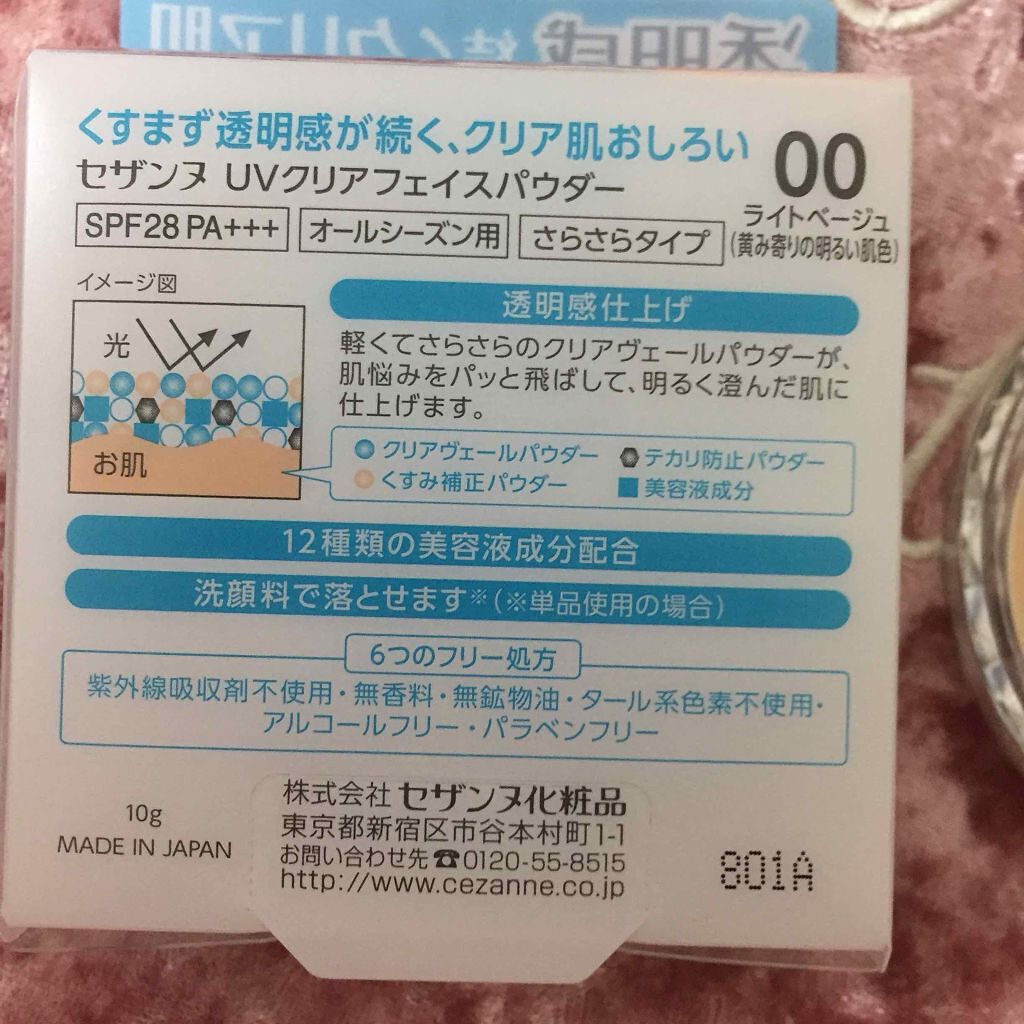 透明感 続くクリア肌
くすまず透明感が続く、クリア肌おしろい
セザンヌ UVクリアフェイスパウダー
00
ライトベージュ
(黄み寄りの明るい肌色)
SPF28 PA+++
オールシーズン用
さらさらタイプ
イメージ図
光
お肌
透明感仕上げ
軽くてさらさらのクリアヴェールパウダーが、
肌悩みをパッと飛ばして、明るく澄んだ肌に
仕上げます。
クリアヴェールパウダー
テカリ防止パウダー
くすみ補正パウダー
美容液成分
12種類の美容液成分配合
洗顔料で落とせます※(※単品使用の場合)
6つのフリー処方
紫外線吸収剤不使用・無香料・無鉱物油・タール系色素不使用・
アルコールフリー・パラベンフリー
10g
MADE IN JAPAN
株式会社 セザンヌ化粧品
東京都新宿区市谷本村町1-1
お問い合わせ先☎0120-55-8515
http://www.cezanne.co.jp
801A